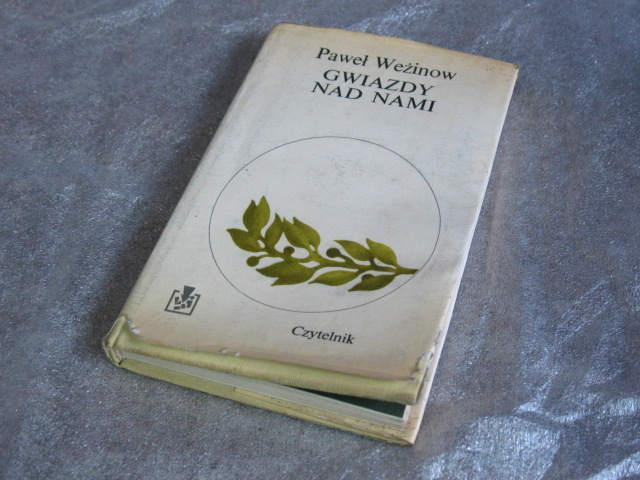 Paweł Weżinow
GWIAZDY
NAD NAMI
Czytelnik